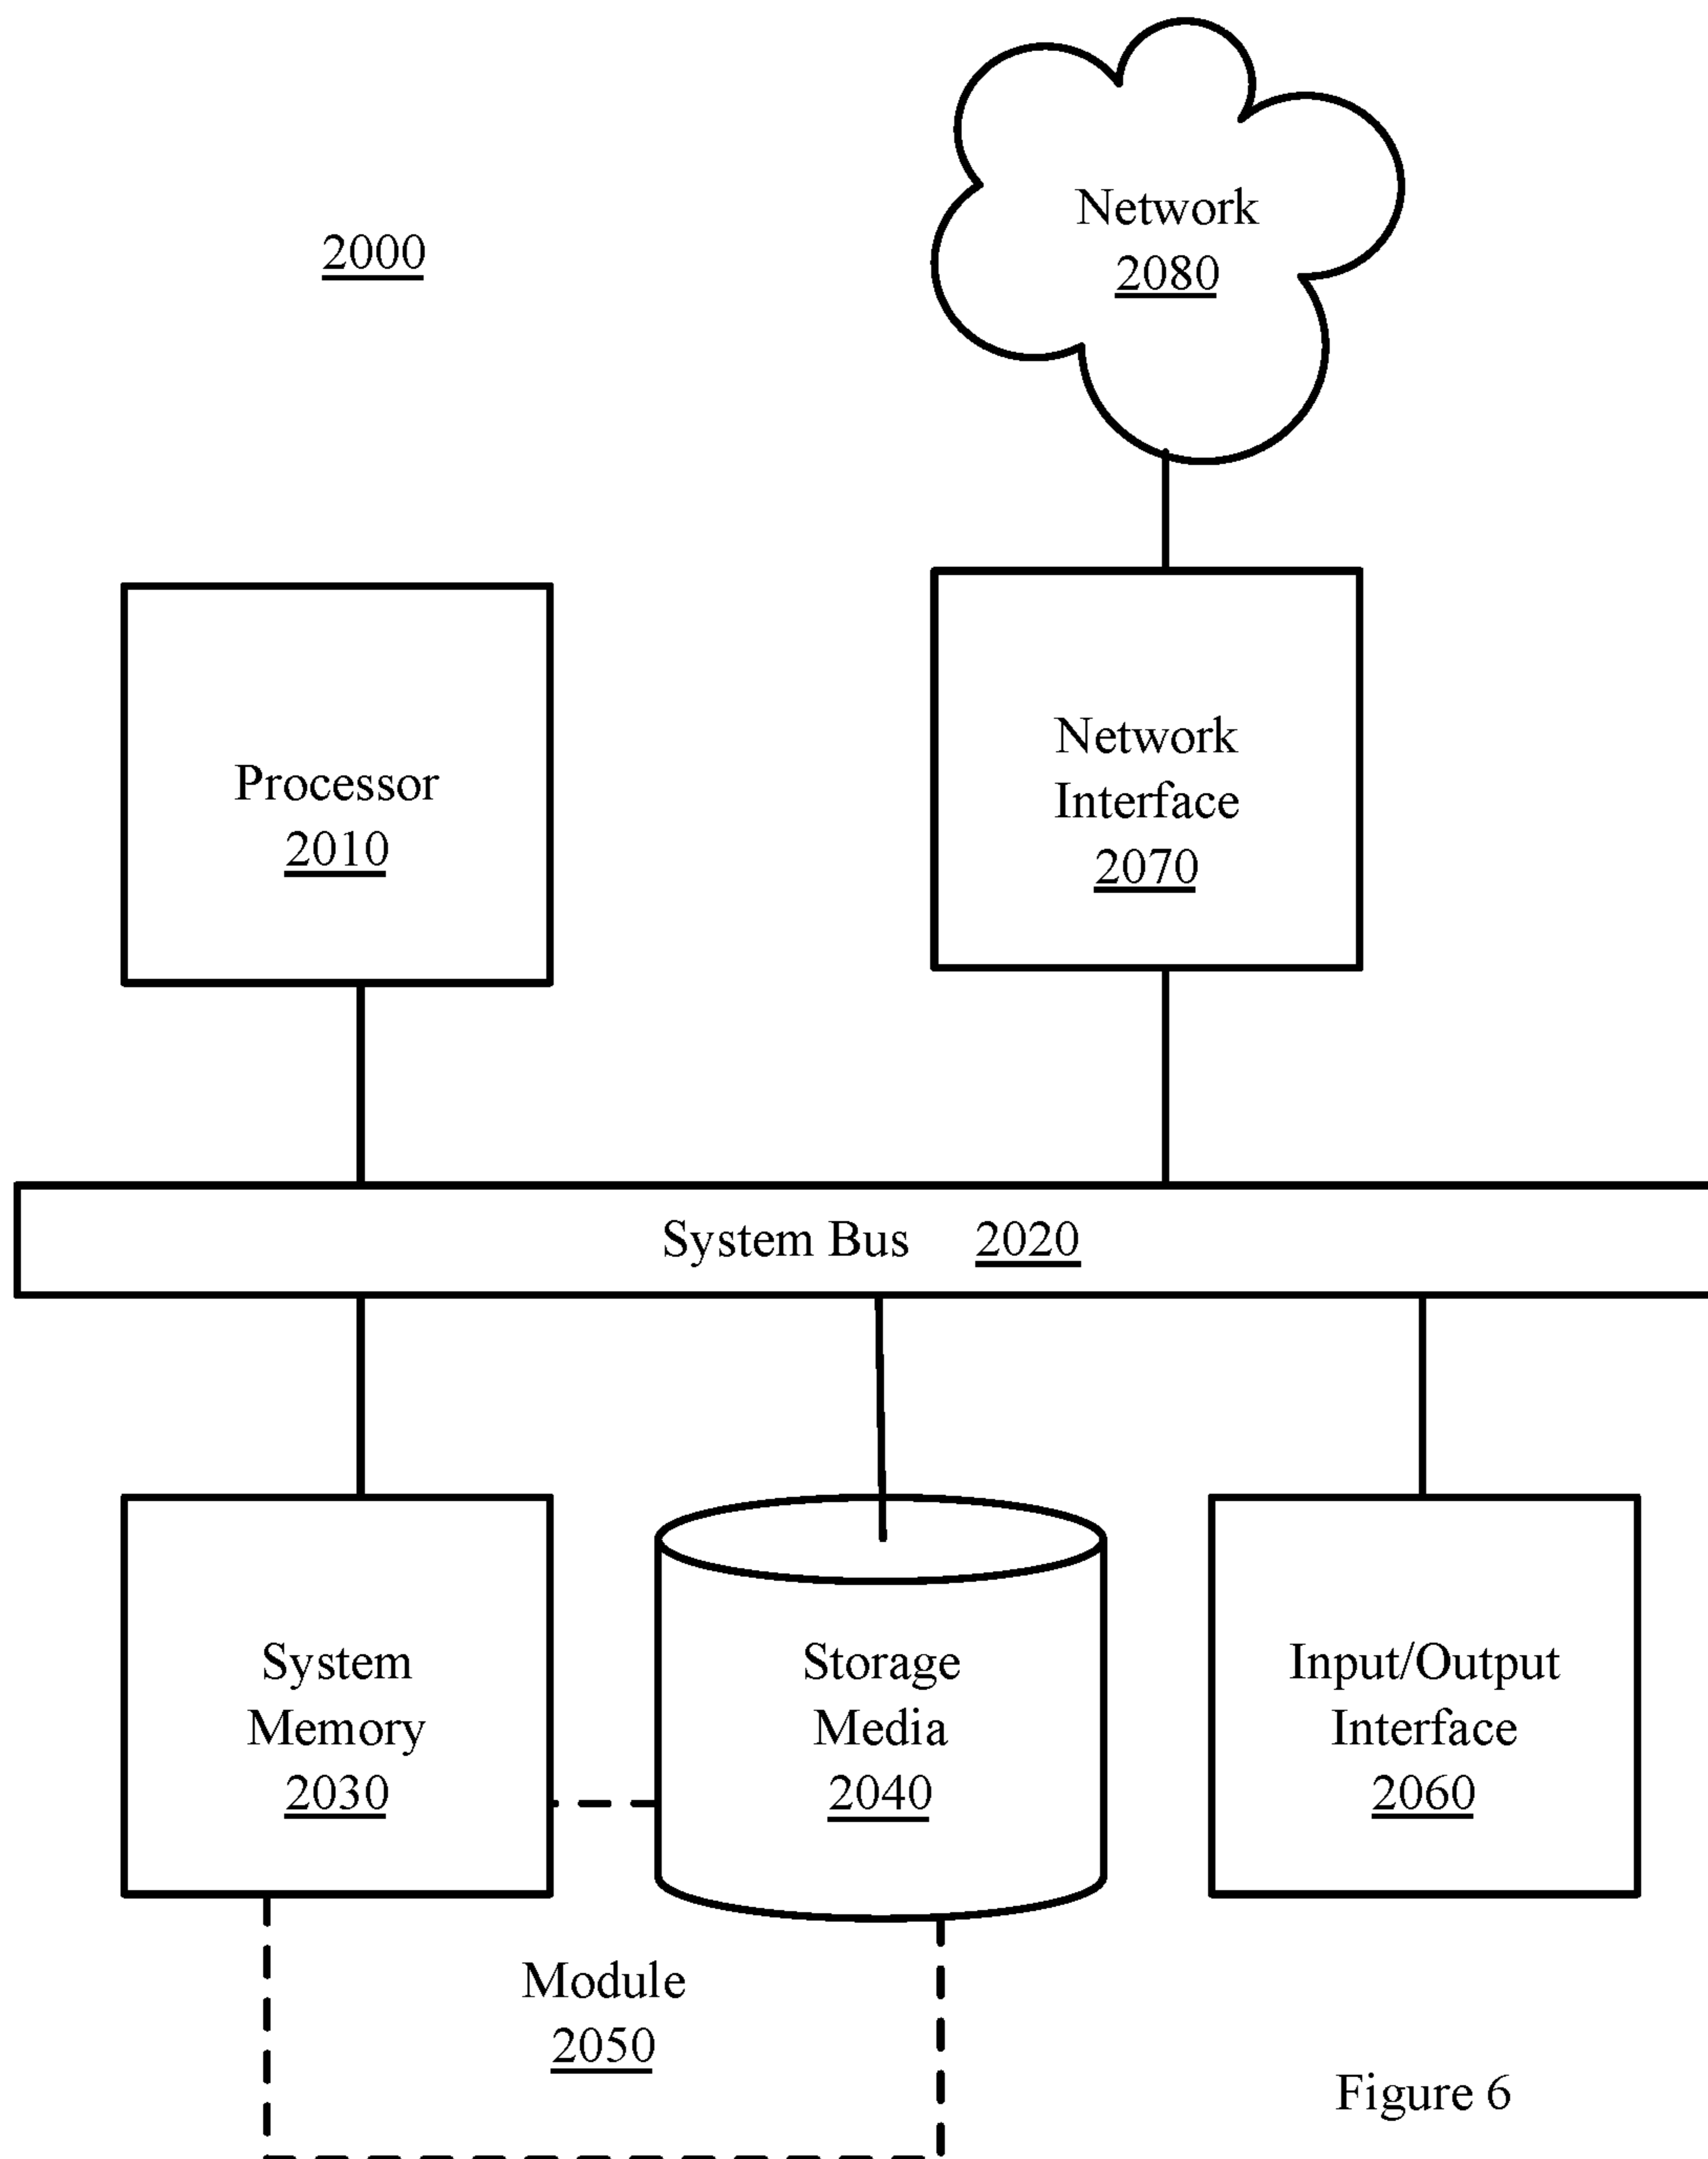 Network
2080
2000
Network
Interface
2070
Processor
2010
System Bus 2020
System
Memory
2030
Storage
Media
2040
Input/Output
Interface
2060
Module
2050
Figure 6